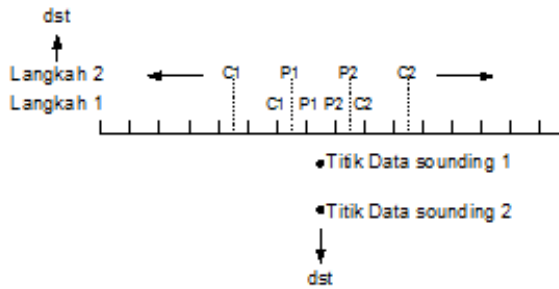 dst
Langkah 2 C1 P1 P2 C2
Langkah 1 C1 P1 P2 C2
Titik Data sounding 1
Titik Data sounding 2
dst